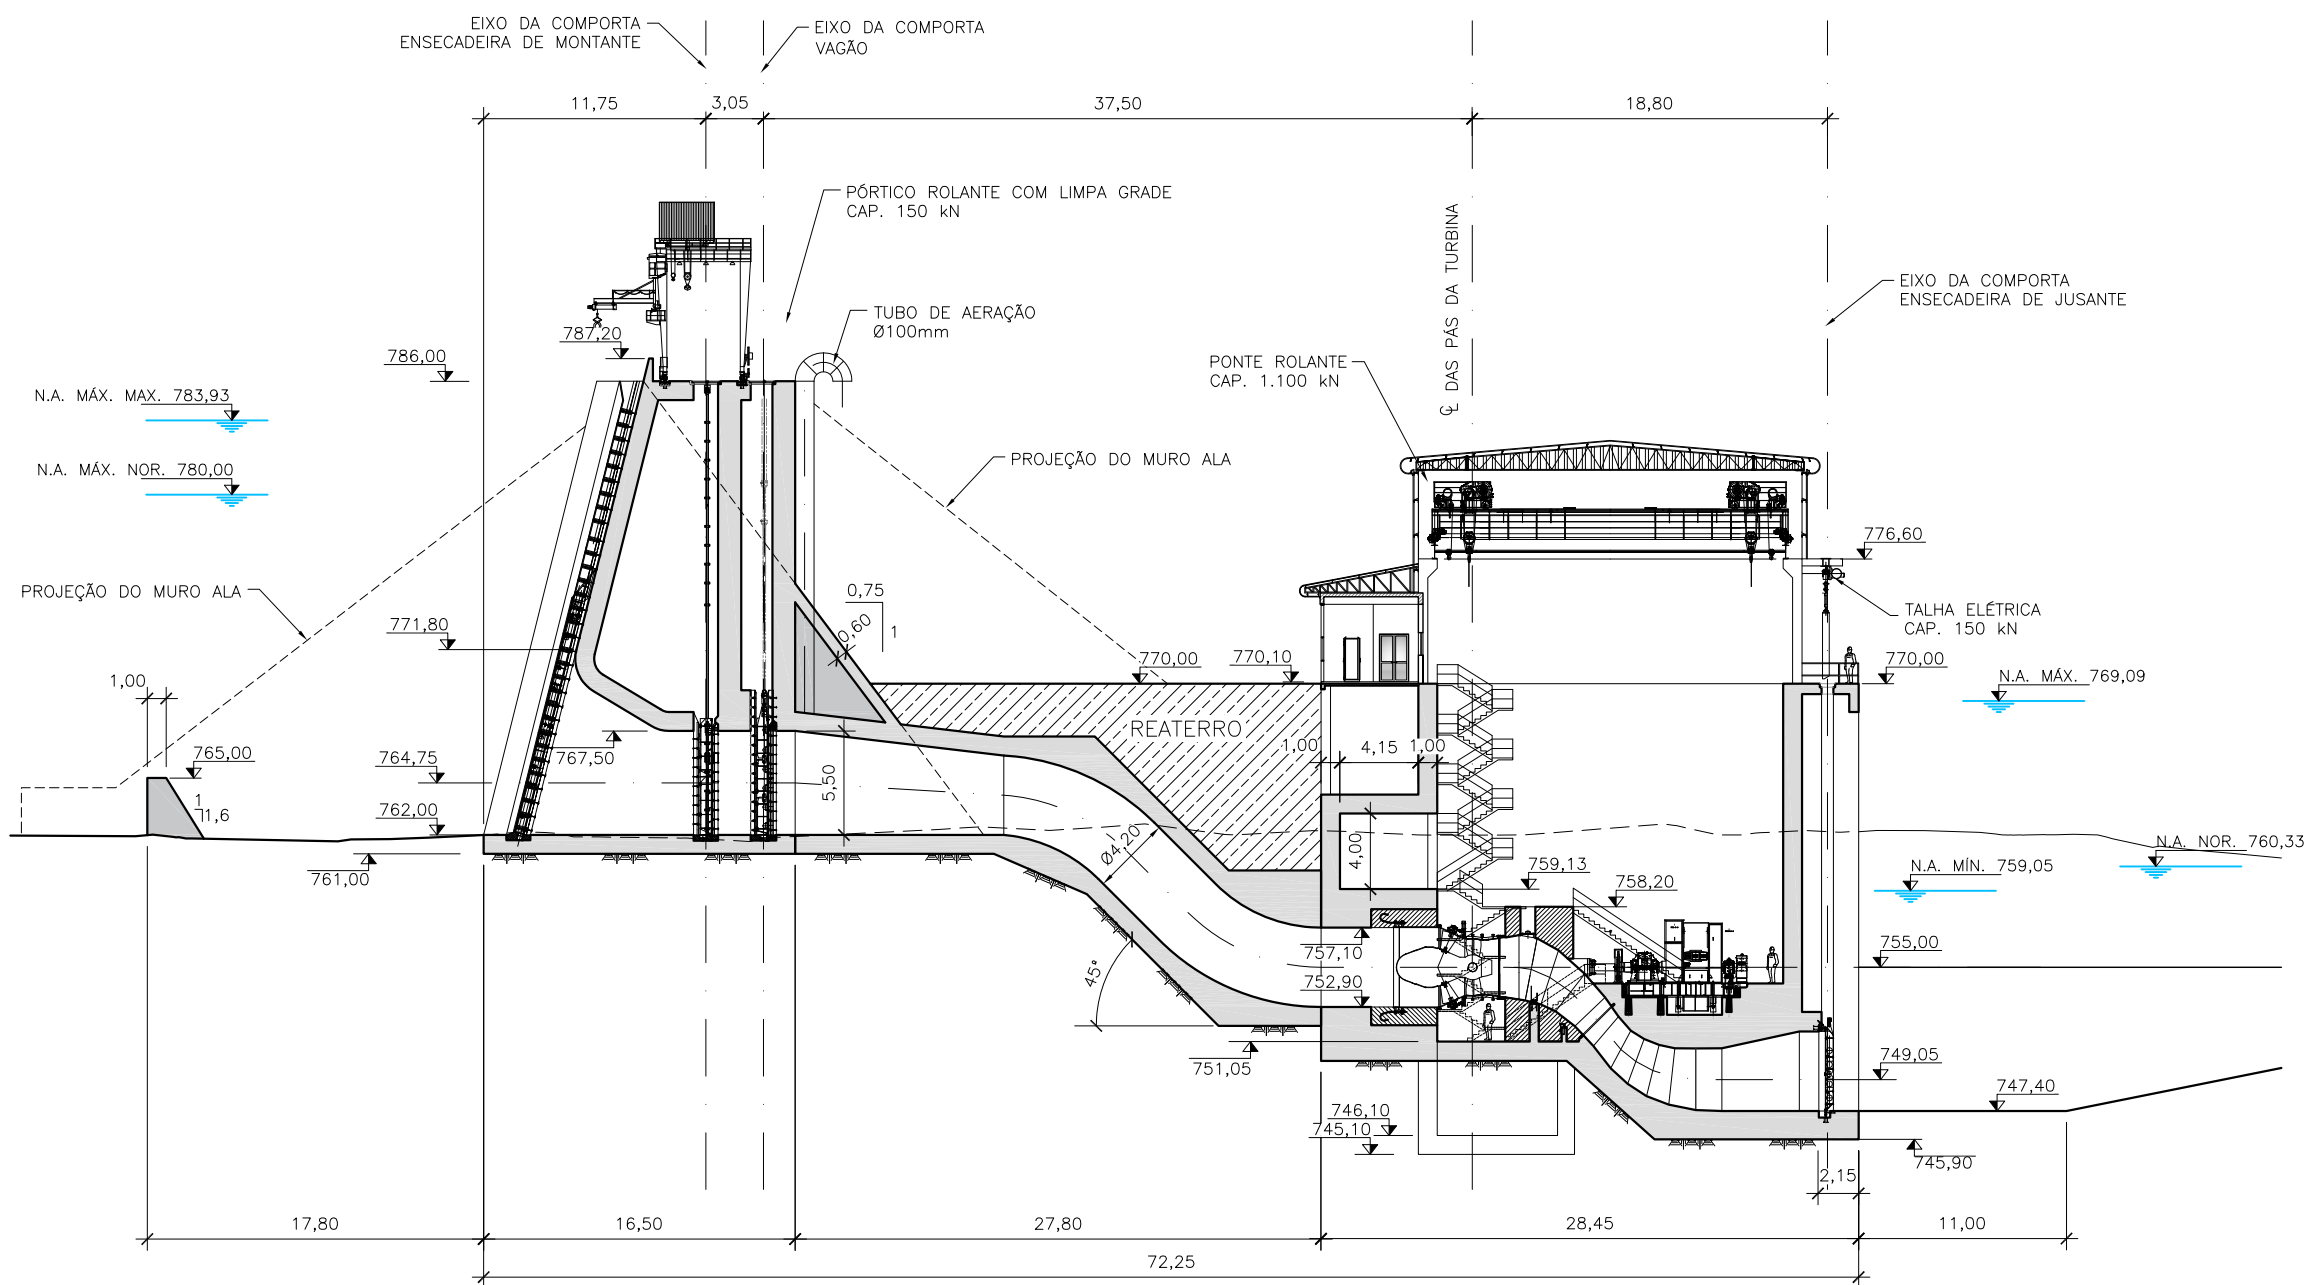 EIXO DA COMPORTA
ENSECADEIRA DE MONTANTE
EIXO DA COMPORTA
VAGÃO
11,75
3,05
37,50
18,80
PÓRTICO ROLANTE COM LIMPA GRADE
CAP. 150 kN
℄ DAS PÁS DA TURBINA
EIXO DA COMPORTA
ENSECADEIRA DE JUSANTE
TUBO DE AERAÇÃO
Ø100mm
787,20
786,00
PONTE ROLANTE
CAP. 1.100 kN
N.A. MÁX. MAX. 783,93
N.A. MÁX. NOR. 780,00
PROJEÇÃO DO MURO ALA
776,60
PROJEÇÃO DO MURO ALA
TALHA ELÉTRICA
CAP. 150 kN
0,75
1
0,60
771,80
770,00
770,10
770,00
N.A. MÁX. 769,09
1,00
REATERRO
765,00
764,75
767,50
5,50
1,00
4,15
1,00
1
1,6
762,00
761,00
Ø4,20
4,00
N.A. NOR. 760,33
N.A. MÍN. 759,05
759,13
758,20
757,10
752,90
755,00
45°
751,05
749,05
747,40
746,10
745,10
745,90
2,15
17,80
16,50
27,80
28,45
11,00
72,25